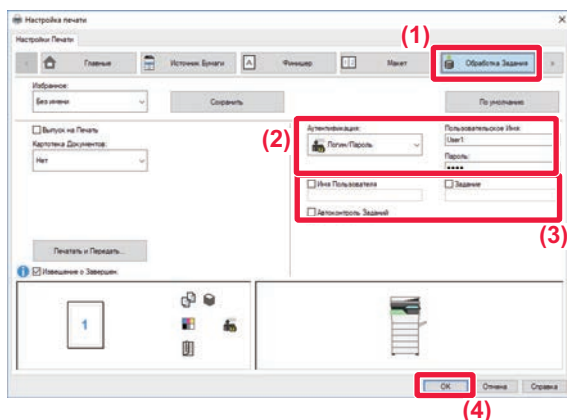 Настройка печати
Настройки Печати
(1)
Главные
Источник Бумаги
Финишер
Макет
Обработка Задания
Избранное:
Без имени
Сохранить
По умолчанию
Выпуск на Печать
Картотека Документов:
Нет
(2)
Аутентификация:
Логин/Пароль
Пользовательское Имя:
User1
Пароль:
••••
Имя Пользователя
Задание
Автоконтроль Заданий
(3)
Печатать и Передать...
Извещение о Завершен.
1
OK
Отмена
Справка
(4)